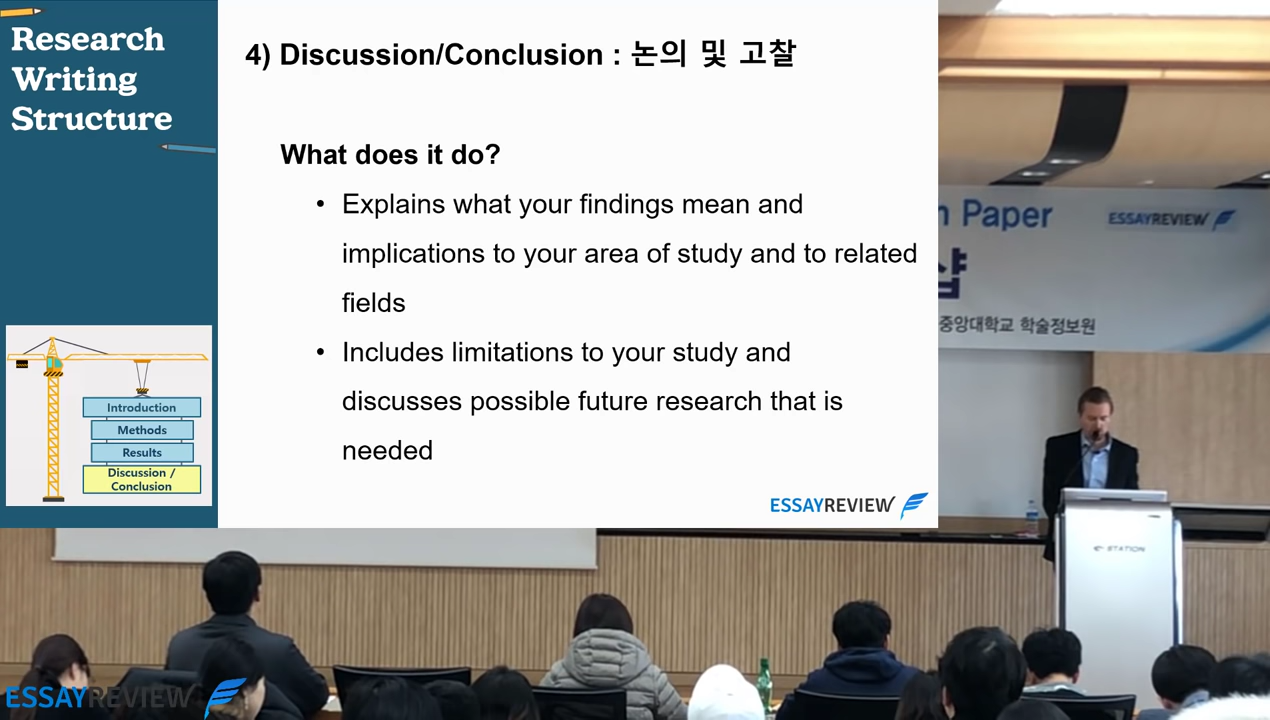 Research
Writing
Structure
4) Discussion/Conclusion : 논의 및 고찰
What does it do?
• Explains what your findings mean and
implications to your area of study and to related
fields
• Includes limitations to your study and
discusses possible future research that is
needed
Introduction
Methods
Results
Discussion /
Conclusion
ESSAYREVIEW
Paper
ESSAYREVIEW
샵
중앙대학교 학술정보원
STATION
ESSAYREVIEW